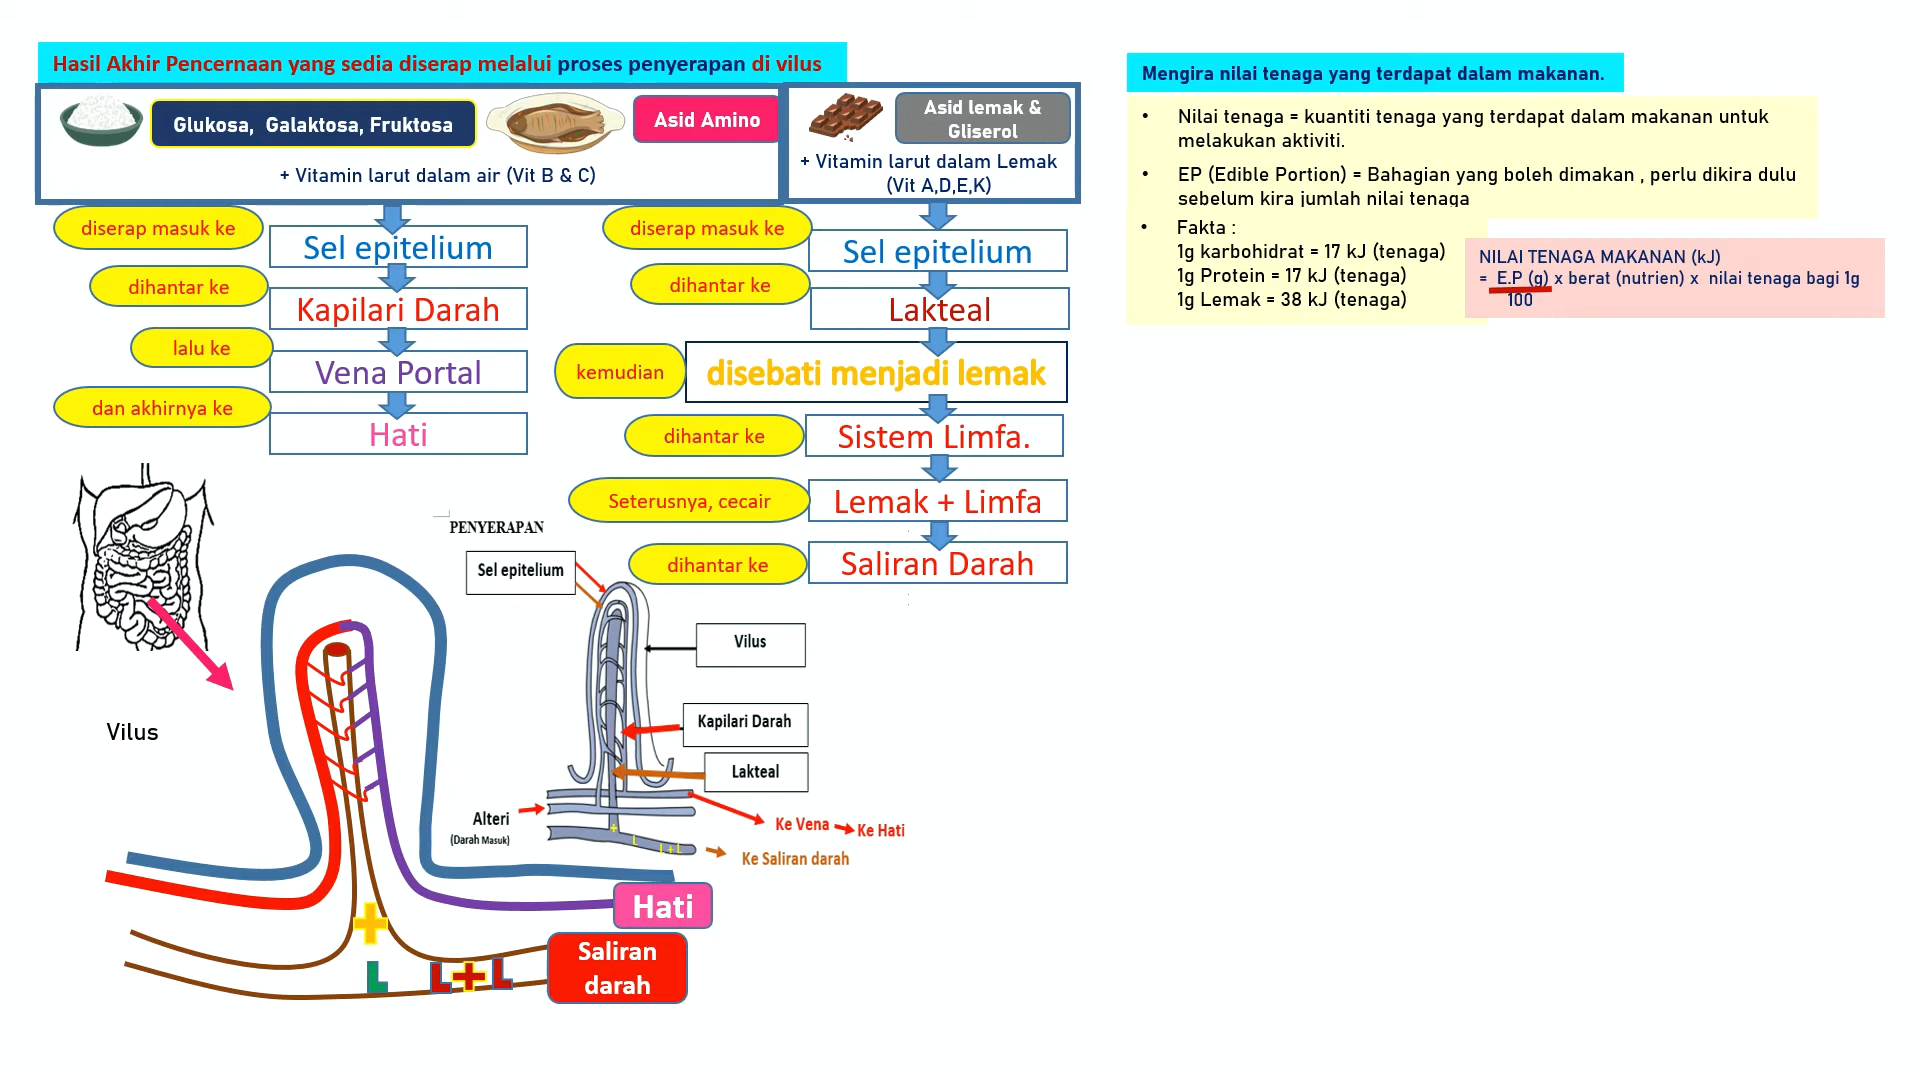 Hasil Akhir Pencernaan yang sedia diserap melalui proses penyerapan di vilus
Glukosa, Galaktosa, Fruktosa
Asid Amino
+ Vitamin larut dalam air (Vit B & C)
Asid lemak &
Gliserol
+ Vitamin larut dalam Lemak
(Vit A,D,E,K)
diserap masuk ke
Sel epitelium
dihantar ke
Kapilari Darah
lalu ke
Vena Portal
dan akhirnya ke
Hati
diserap masuk ke
Sel epitelium
dihantar ke
Lakteal
kemudian
disebati menjadi lemak
dihantar ke
Sistem Limfa.
Seterusnya, cecair
Lemak + Limfa
dihantar ke
Saliran Darah
Vilus
PENYERAPAN
Sel epitelium
Vilus
Kapilari Darah
Lakteal
Alteri
(Darah Masuk)
Ke Vena
Ke Hati
+
L
L+L
Ke Saliran darah
Hati
+
L
L+L
Saliran
darah
Mengira nilai tenaga yang terdapat dalam makanan.
• Nilai tenaga = kuantiti tenaga yang terdapat dalam makanan untuk
melakukan aktiviti.
• EP (Edible Portion) = Bahagian yang boleh dimakan , perlu dikira dulu
sebelum kira jumlah nilai tenaga
• Fakta :
1g karbohidrat = 17 kJ (tenaga)
1g Protein = 17 kJ (tenaga)
1g Lemak = 38 kJ (tenaga)
NILAI TENAGA MAKANAN (kJ)
= E.P (g) x berat (nutrien) x nilai tenaga bagi 1g
100